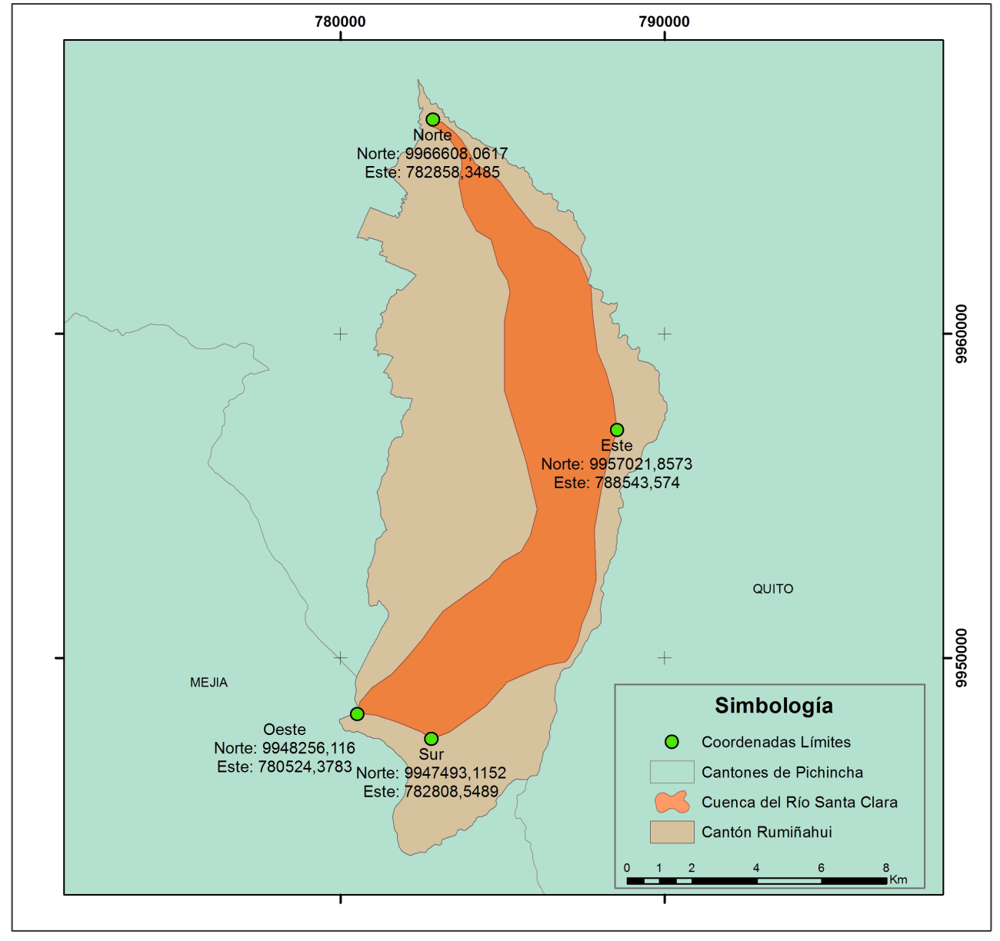 780000
790000
Norte
Norte: 9966608,0617
Este: 782858,3485
9960000
Este
Norte: 9957021,8573
Este: 788543,574
QUITO
9950000
MEJIA
Oeste
Norte: 9948256,116
Este: 780524,3783
Sur
Norte: 9947493,1152
Este: 782808,5489
Simbología
Coordenadas Límites
Cantones de Pichincha
Cuenca del Río Santa Clara
Cantón Rumiñahui
0 1 2 4 6 8
Km